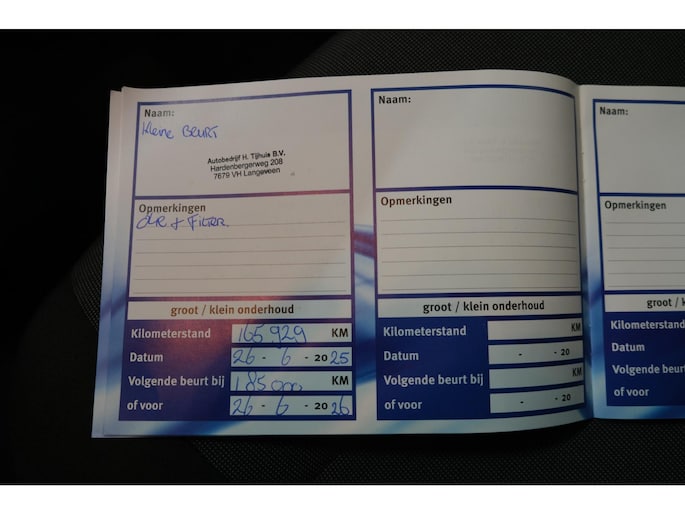 Naam:
Kleine BEURT
Autobedrijf H. Tijhuis B.V.
Hardenbergerweg 208
7679 VH Langeveen
Opmerkingen
OLIE + FILTER.
groot / klein onderhoud
Kilometerstand 165 929 KM
Datum 26 - 6 - 2025
Volgende beurt bij 185 000 KM
of voor 26 - 6 - 2026
Naam:
Opmerkingen
groot / klein onderhoud
Kilometerstand KM
Datum - - 20
Volgende beurt bij KM
of voor - - 20
Naam:
Opmerkingen
groot / k
Kilometerstand
Datum
Volgende beurt
of voor